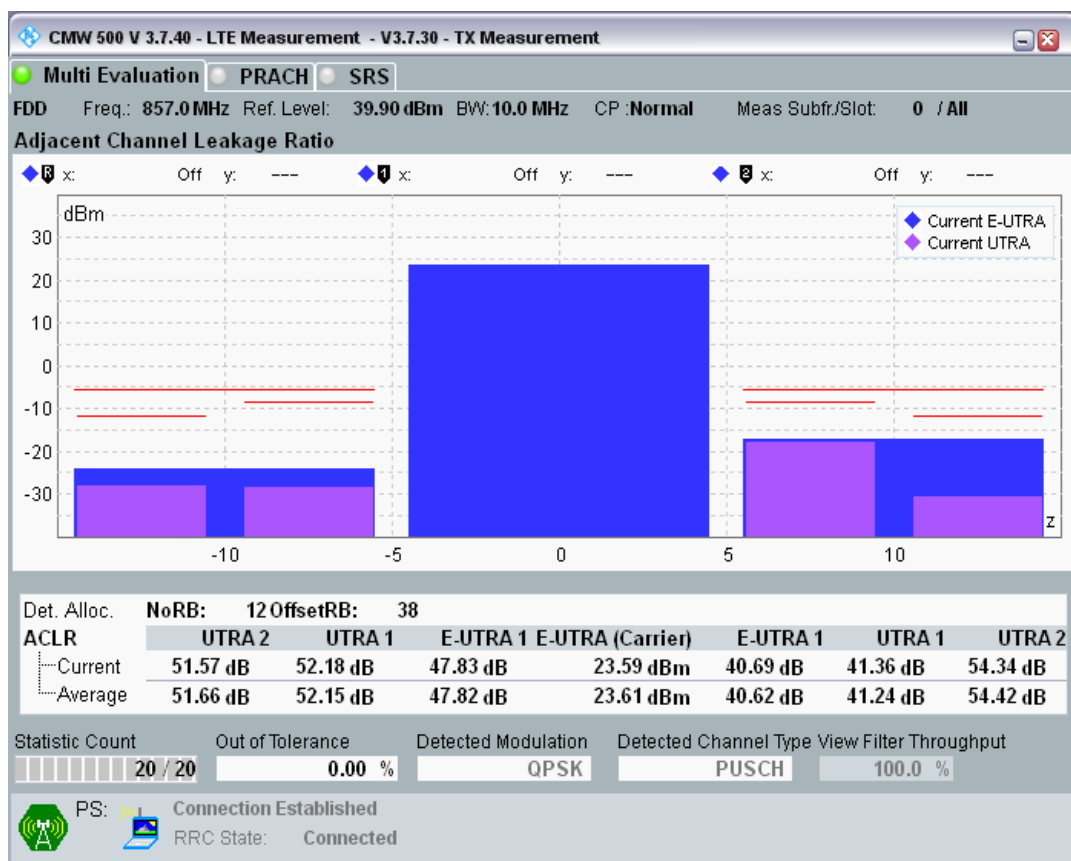 CMW 500 V 3.7.40 - LTE Measurement - V3.7.30 - TX Measurement
Multi Evaluation PRACH SRS
FDD Freq.: 857.0 MHz Ref. Level: 39.90 dBm BW: 10.0 MHz CP :Normal Meas Subfr./Slot: 0 / All
Adjacent Channel Leakage Ratio
R x: Off y: --- 1 x: Off y: --- 2 x: Off y: ---
dBm
Current E-UTRA
Current UTRA
30
20
10
0
-10
-20
-30
z
-10 -5 0 5 10
Det. Alloc. NoRB: 12 OffsetRB: 38
ACLR UTRA 2 UTRA 1 E-UTRA 1 E-UTRA (Carrier) E-UTRA 1 UTRA 1 UTRA 2
Current 51.57 dB 52.18 dB 47.83 dB 23.59 dBm 40.69 dB 41.36 dB 54.34 dB
Average 51.66 dB 52.15 dB 47.82 dB 23.61 dBm 40.62 dB 41.24 dB 54.42 dB
Statistic Count Out of Tolerance Detected Modulation Detected Channel Type View Filter Throughput
20 / 20 0.00 % QPSK PUSCH 100.0 %
PS: Connection Established
RRC State: Connected